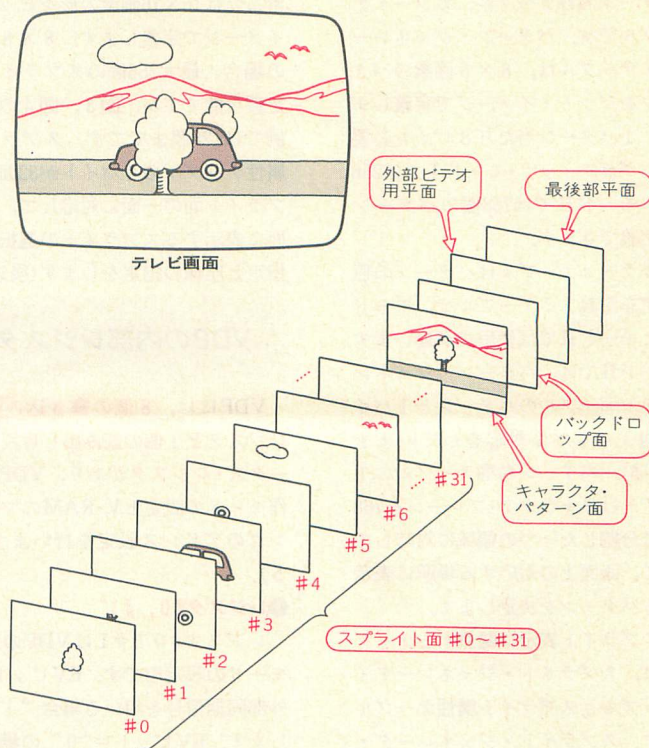 テレビ画面
外部ビデオ
用平面
最後部平面
バックドロ
ップ面
キャラクタ・
パターン面
#31
#6
#5
#4
#3
#2
#1
#0
スプライト面 #0〜#31